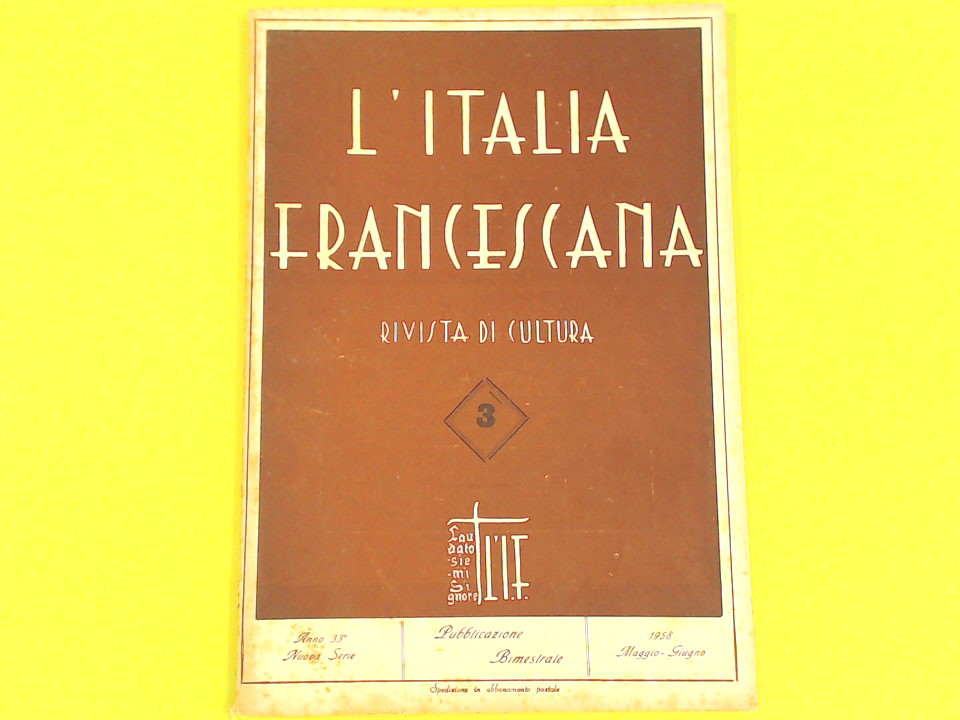 L'ITALIA
FRANCESCANA
RIVISTA DI CULTURA
3
Lau
dato
·sie
·mi
Si
gnore
L'I.F.
Anno 33º
Nuova Serie
Pubblicazione
Bimestrale
1958
Maggio-Giugno
Spedizione in abbonamento postale